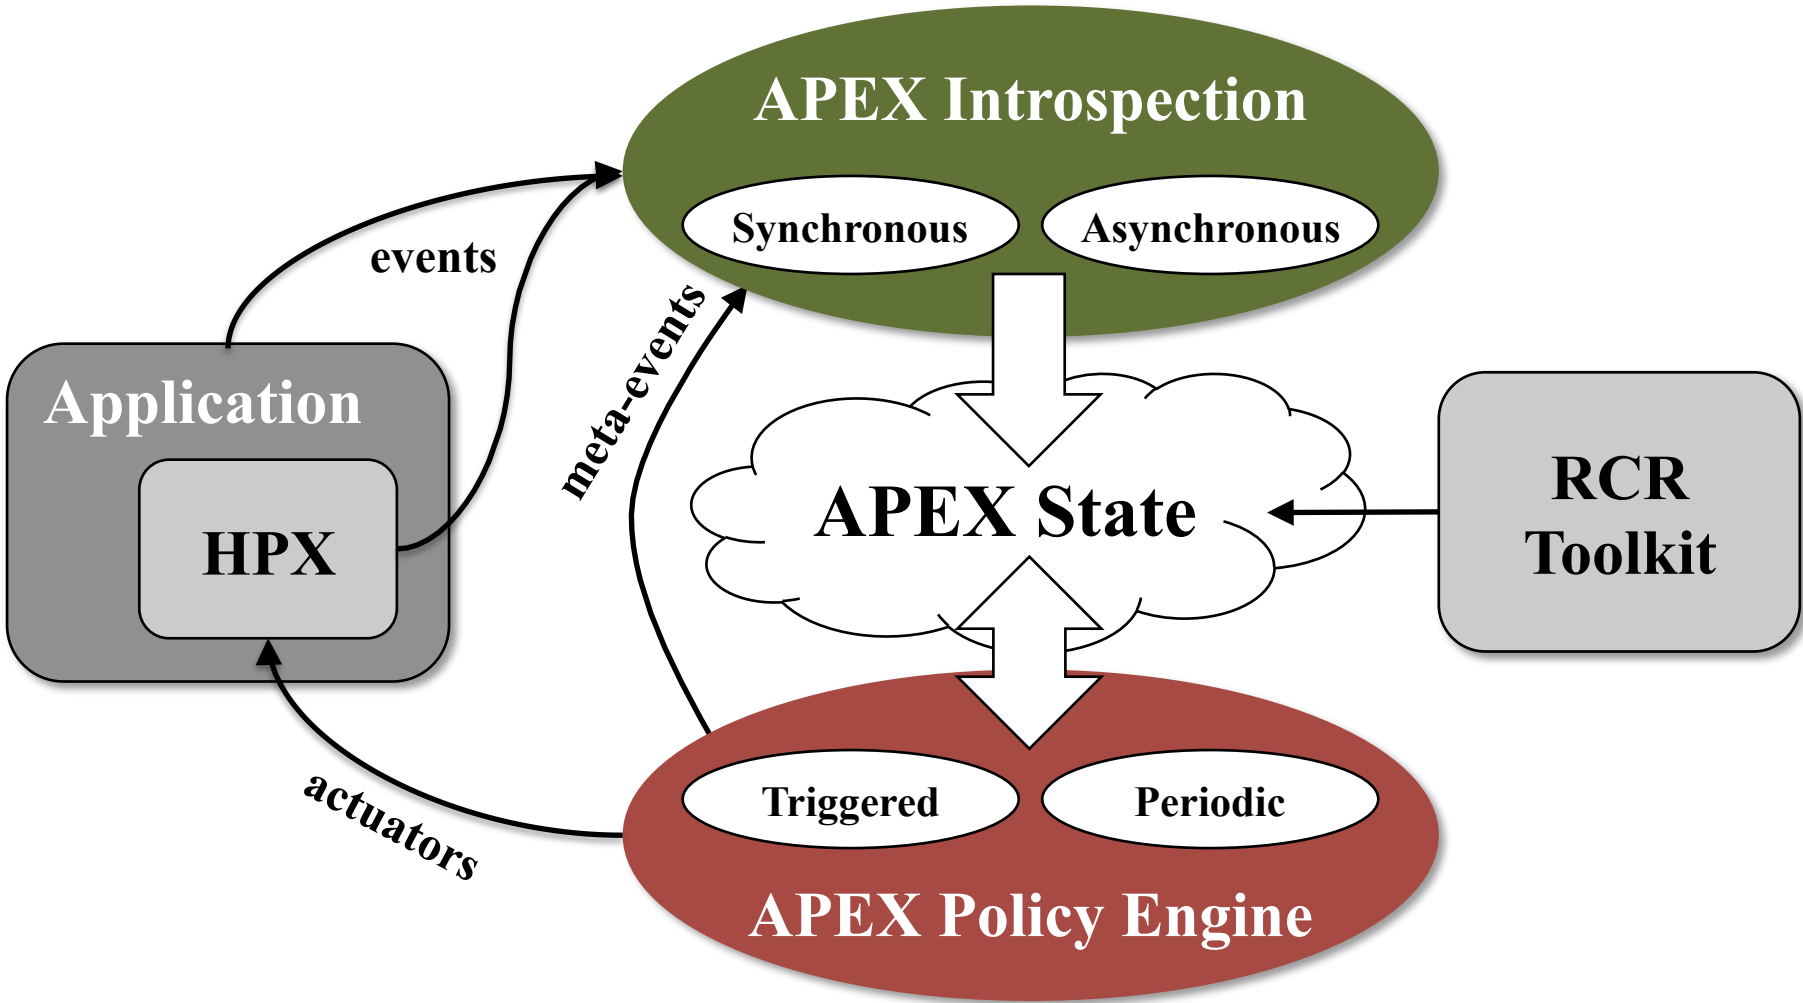 APEX Introspection
Synchronous
Asynchronous
events
meta-events
Application
HPX
APEX State
RCR
Toolkit
actuators
Triggered
Periodic
APEX Policy Engine